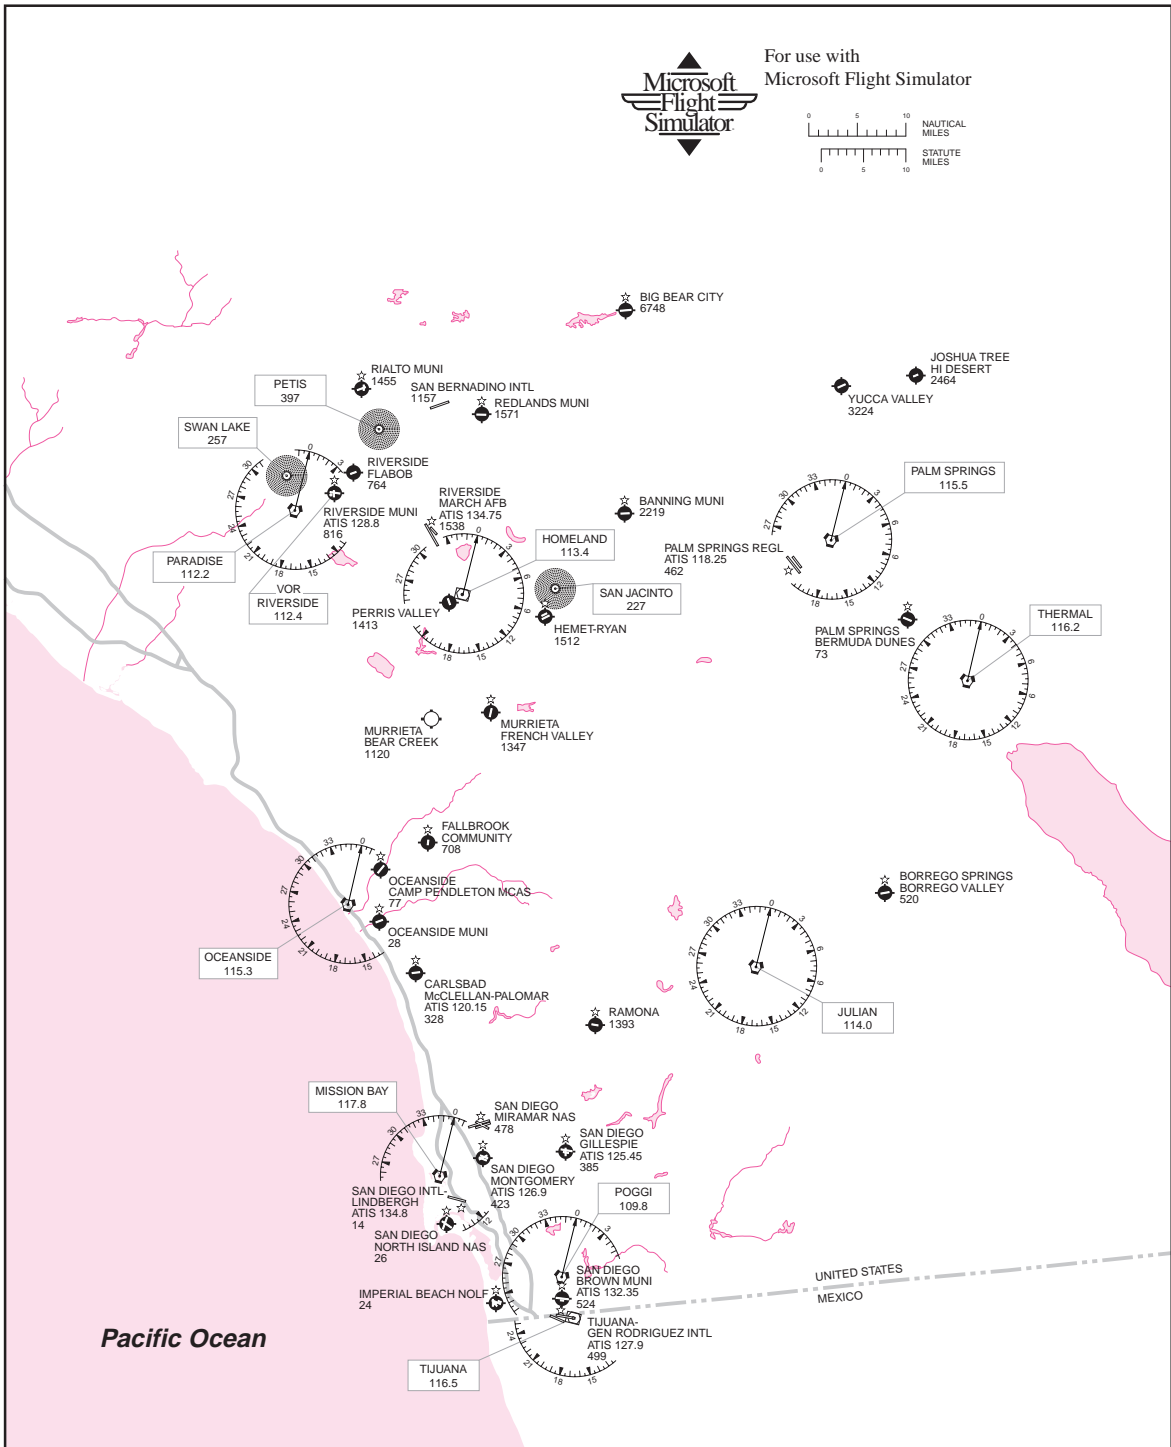 Microsoft
Flight
Simulator
For use with
Microsoft Flight Simulator
0 5 10
NAUTICAL
MILES
STATUTE
MILES
0 5 10
BIG BEAR CITY
6748
JOSHUA TREE
HI DESERT
2464
YUCCA VALLEY
3224
RIALTO MUNI
1455
PETIS
397
SAN BERNADINO INTL
1157
REDLANDS MUNI
1571
SWAN LAKE
257
RIVERSIDE
FLABOB
764
RIVERSIDE MUNI
ATIS 128.8
816
RIVERSIDE
MARCH AFB
ATIS 134.75
1538
BANNING MUNI
2219
PALM SPRINGS
115.5
PARADISE
112.2
VOR
RIVERSIDE
112.4
HOMELAND
113.4
PALM SPRINGS REGL
ATIS 118.25
462
SAN JACINTO
227
PERRIS VALLEY
1413
HEMET-RYAN
1512
PALM SPRINGS
BERMUDA DUNES
73
THERMAL
116.2
MURRIETA
BEAR CREEK
1120
MURRIETA
FRENCH VALLEY
1347
FALLBROOK
COMMUNITY
708
OCEANSIDE
CAMP PENDLETON MCAS
77
BORREGO SPRINGS
BORREGO VALLEY
520
OCEANSIDE MUNI
28
OCEANSIDE
115.3
CARLSBAD
McCLELLAN-PALOMAR
ATIS 120.15
328
RAMONA
1393
JULIAN
114.0
MISSION BAY
117.8
SAN DIEGO
MIRAMAR NAS
478
SAN DIEGO
GILLESPIE
ATIS 125.45
385
SAN DIEGO
MONTGOMERY
ATIS 126.9
423
SAN DIEGO INTL-
LINDBERGH
ATIS 134.8
14
POGGI
109.8
SAN DIEGO
NORTH ISLAND NAS
26
SAN DIEGO
BROWN MUNI
ATIS 132.35
524
UNITED STATES
MEXICO
IMPERIAL BEACH NOLF
24
TIJUANA-
GEN RODRIGUEZ INTL
ATIS 127.9
499
Pacific Ocean
TIJUANA
116.5